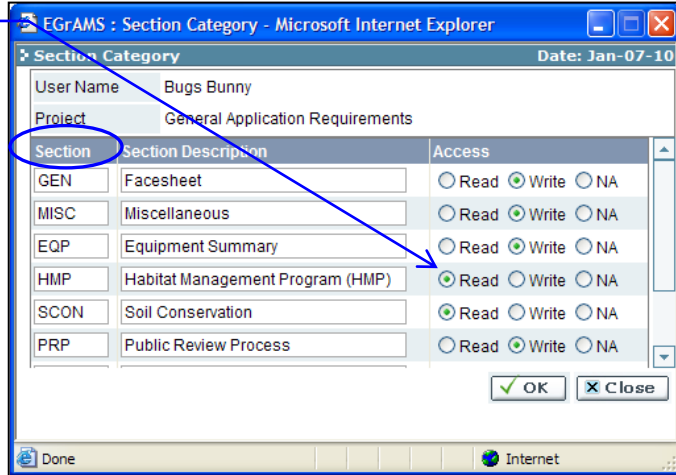 EGrAMS : Section Category - Microsoft Internet Explorer
Section Category Date: Jan-07-10
User Name Bugs Bunny
Project General Application Requirements
Section Section Description Access
GEN Facesheet Read Write NA
MISC Miscellaneous Read Write NA
EQP Equipment Summary Read Write NA
HMP Habitat Management Program (HMP) Read Write NA
SCON Soil Conservation Read Write NA
PRP Public Review Process Read Write NA
OK Close
Done Internet